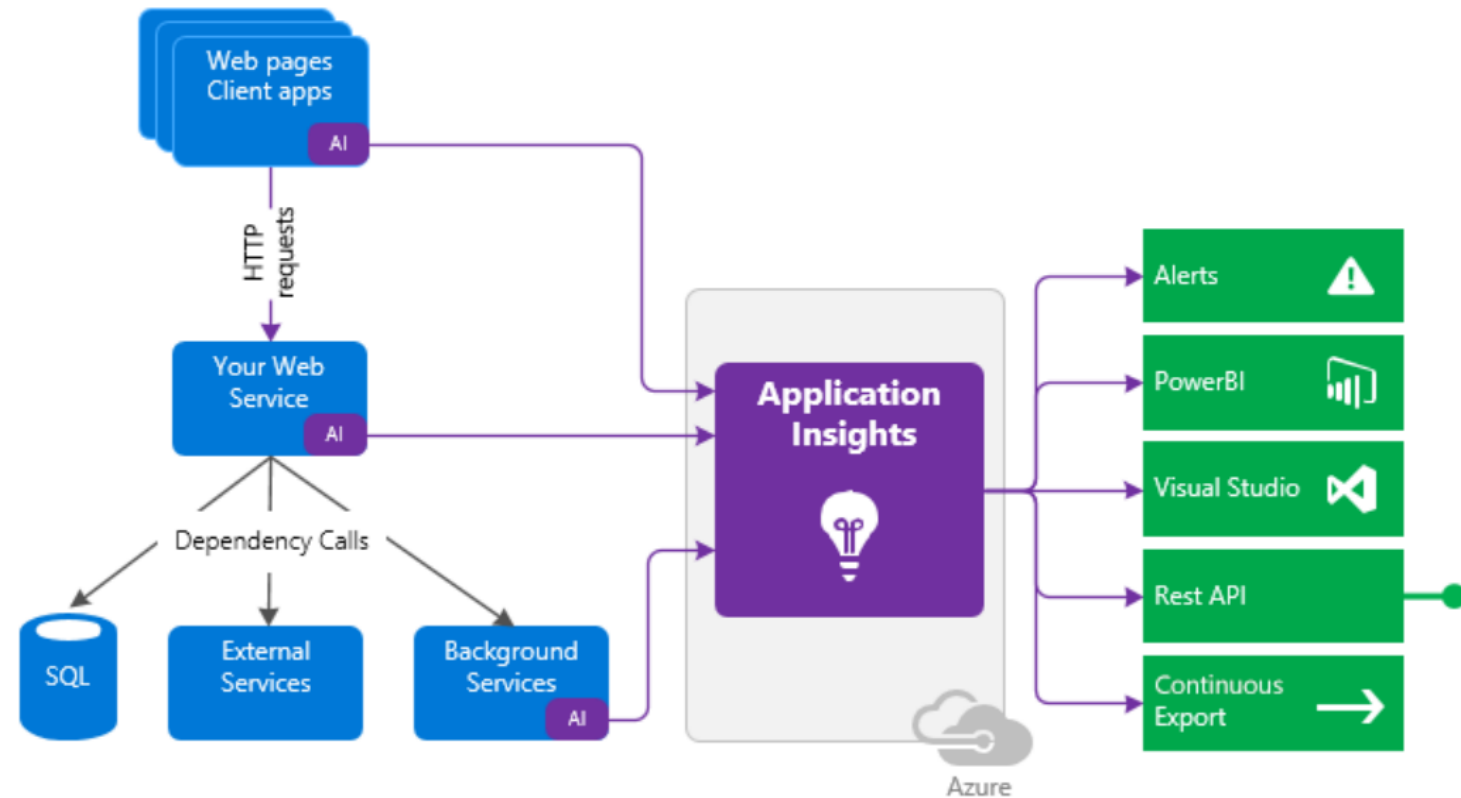 Web pages
Client apps
AI
HTTP
requests
Your Web
Service
AI
Dependency Calls
SQL
External
Services
Background
Services
AI
Application
Insights
Azure
Alerts
PowerBI
Visual Studio
Rest API
Continuous
Export